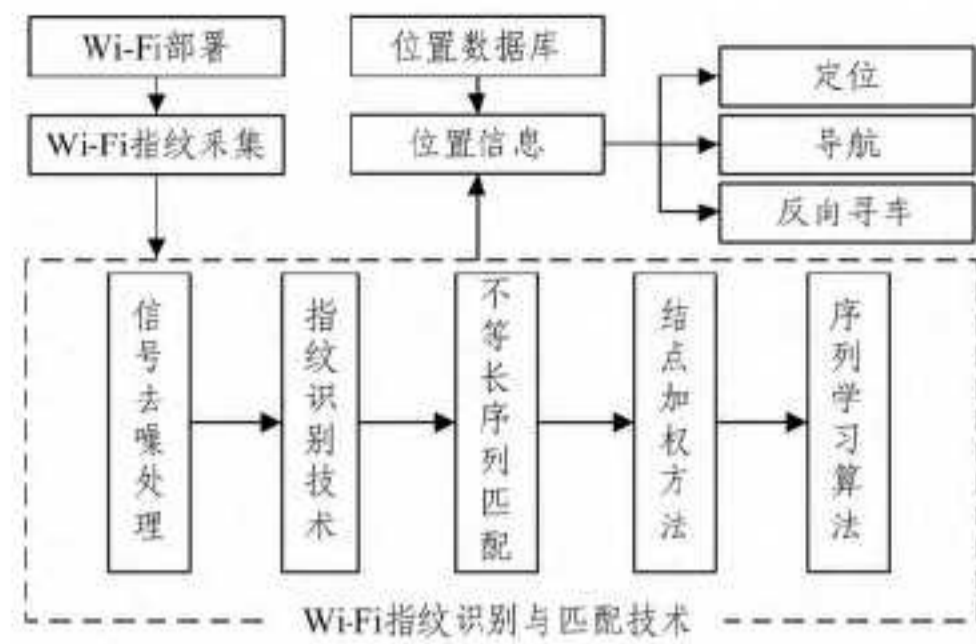 Wi-Fi部署
Wi-Fi指纹采集
位置数据库
位置信息
定位
导航
反向寻车
信号去噪处理
指纹识别技术
不等长序列匹配
结点加权方法
序列学习算法
Wi-Fi指纹识别与匹配技术